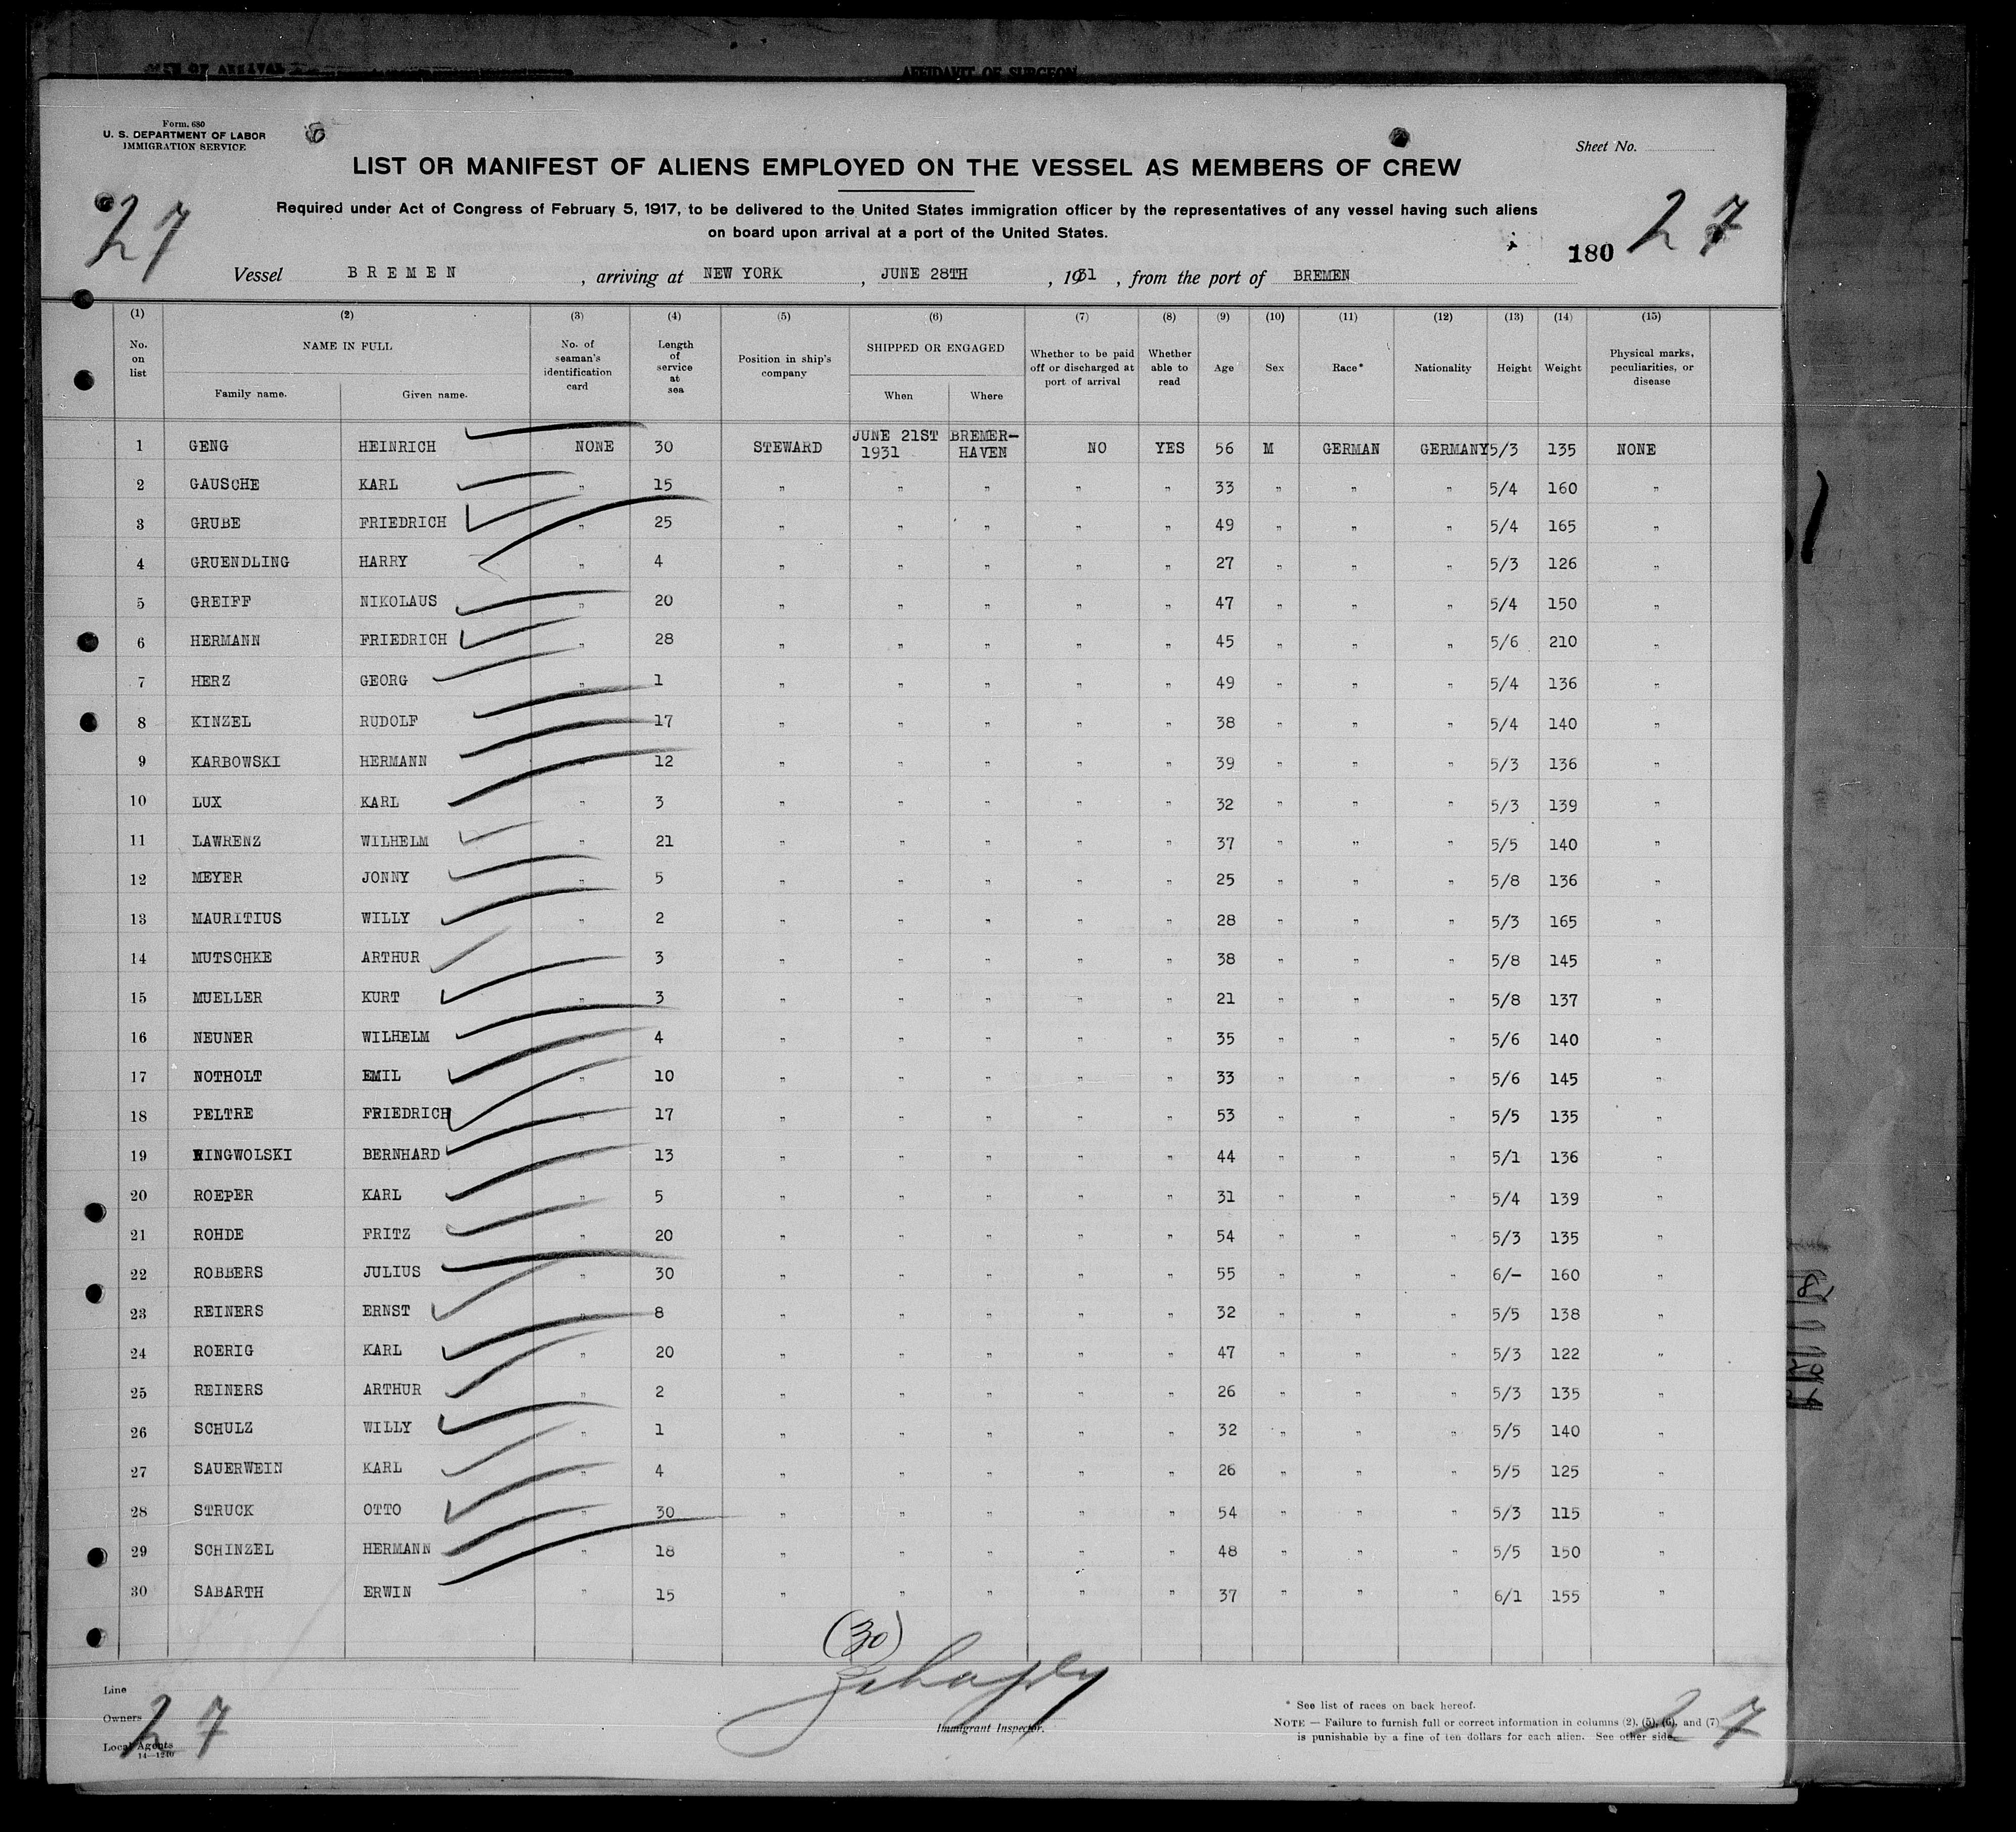 MEN OF ARRIVAL
AFFIDAVIT OF SURGEON
Form. 680
U. S. DEPARTMENT OF LABOR
IMMIGRATION SERVICE
Sheet No.
LIST OR MANIFEST OF ALIENS EMPLOYED ON THE VESSEL AS MEMBERS OF CREW
27 27
Required under Act of Congress of February 5, 1917, to be delivered to the United States immigration officer by the representatives of any vessel having such aliens
on board upon arrival at a port of the United States.
180
Vessel BREMEN , arriving at NEW YORK , JUNE 28TH , 1931 , from the port of BREMEN
(1) (2) (3) (4) (5) (6) (7) (8) (9) (10) (11) (12) (13) (14) (15)
No. on list NAME IN FULL Family name. Given name. No. of seaman's identification card Length of service at sea Position in ship's company SHIPPED OR ENGAGED When Where Whether to be paid off or discharged at port of arrival Whether able to read Age Sex Race* Nationality Height Weight Physical marks, peculiarities, or disease
1 GENG HEINRICH NONE 30 STEWARD JUNE 21ST 1931 BREMER-HAVEN NO YES 56 M GERMAN GERMANY 5/3 135 NONE
2 GAUSCHE KARL " 15 " " " " " 33 " " " 5/4 160 "
3 GRUBE FRIEDRICH " 25 " " " " " 49 " " " 5/4 165 "
4 GRUENDLING HARRY " 4 " " " " " 27 " " " 5/3 126 "
5 GREIFF NIKOLAUS " 20 " " " " " 47 " " " 5/4 150 "
6 HERMANN FRIEDRICH " 28 " " " " " 45 " " " 5/6 210 "
7 HERZ GEORG " 1 " " " " " 49 " " " 5/4 136 "
8 KINZEL RUDOLF " 17 " " " " " 38 " " " 5/4 140 "
9 KARBOWSKI HERMANN " 12 " " " " " 39 " " " 5/3 136 "
10 LUX KARL " 3 " " " " " 32 " " " 5/3 139 "
11 LAWRENZ WILHELM " 21 " " " " " 37 " " " 5/5 140 "
12 MEYER JONNY " 5 " " " " " 25 " " " 5/8 136 "
13 MAURITIUS WILLY " 2 " " " " " 28 " " " 5/3 165 "
14 MUTSCHKE ARTHUR " 3 " " " " " 38 " " " 5/8 145 "
15 MUELLER KURT " 3 " " " " " 21 " " " 5/8 137 "
16 NEUNER WILHELM " 4 " " " " " 35 " " " 5/6 140 "
17 NOTHOLT EMIL " 10 " " " " " 33 " " " 5/6 145 "
18 PELTRE FRIEDRICH " 17 " " " " " 53 " " " 5/5 135 "
19 RINGWOLSKI BERNHARD " 13 " " " " " 44 " " " 5/1 136 "
20 ROEPER KARL " 5 " " " " " 31 " " " 5/4 139 "
21 ROHDE FRITZ " 20 " " " " " 54 " " " 5/3 135 "
22 ROBBERS JULIUS " 30 " " " " " 55 " " " 6/- 160 "
23 REINERS ERNST " 8 " " " " " 32 " " " 5/5 138 "
24 ROERIG KARL " 20 " " " " " 47 " " " 5/3 122 "
25 REINERS ARTHUR " 2 " " " " " 26 " " " 5/3 135 "
26 SCHULZ WILLY " 1 " " " " " 32 " " " 5/5 140 "
27 SAUERWEIN KARL " 4 " " " " " 26 " " " 5/5 125 "
28 STRUCK OTTO " 30 " " " " " 54 " " " 5/3 115 "
29 SCHINZEL HERMANN " 18 " " " " " 48 " " " 5/5 150 "
30 SABARTH ERWIN " 15 " " " " " 37 " " " 6/1 155 "
(30)
Line
Owners
Local Agents
14—1240
27
Immigrant Inspector.
* See list of races on back hereof.
NOTE — Failure to furnish full or correct information in columns (2), (5), (6), and (7)
is punishable by a fine of ten dollars for each alien. See other side.
27